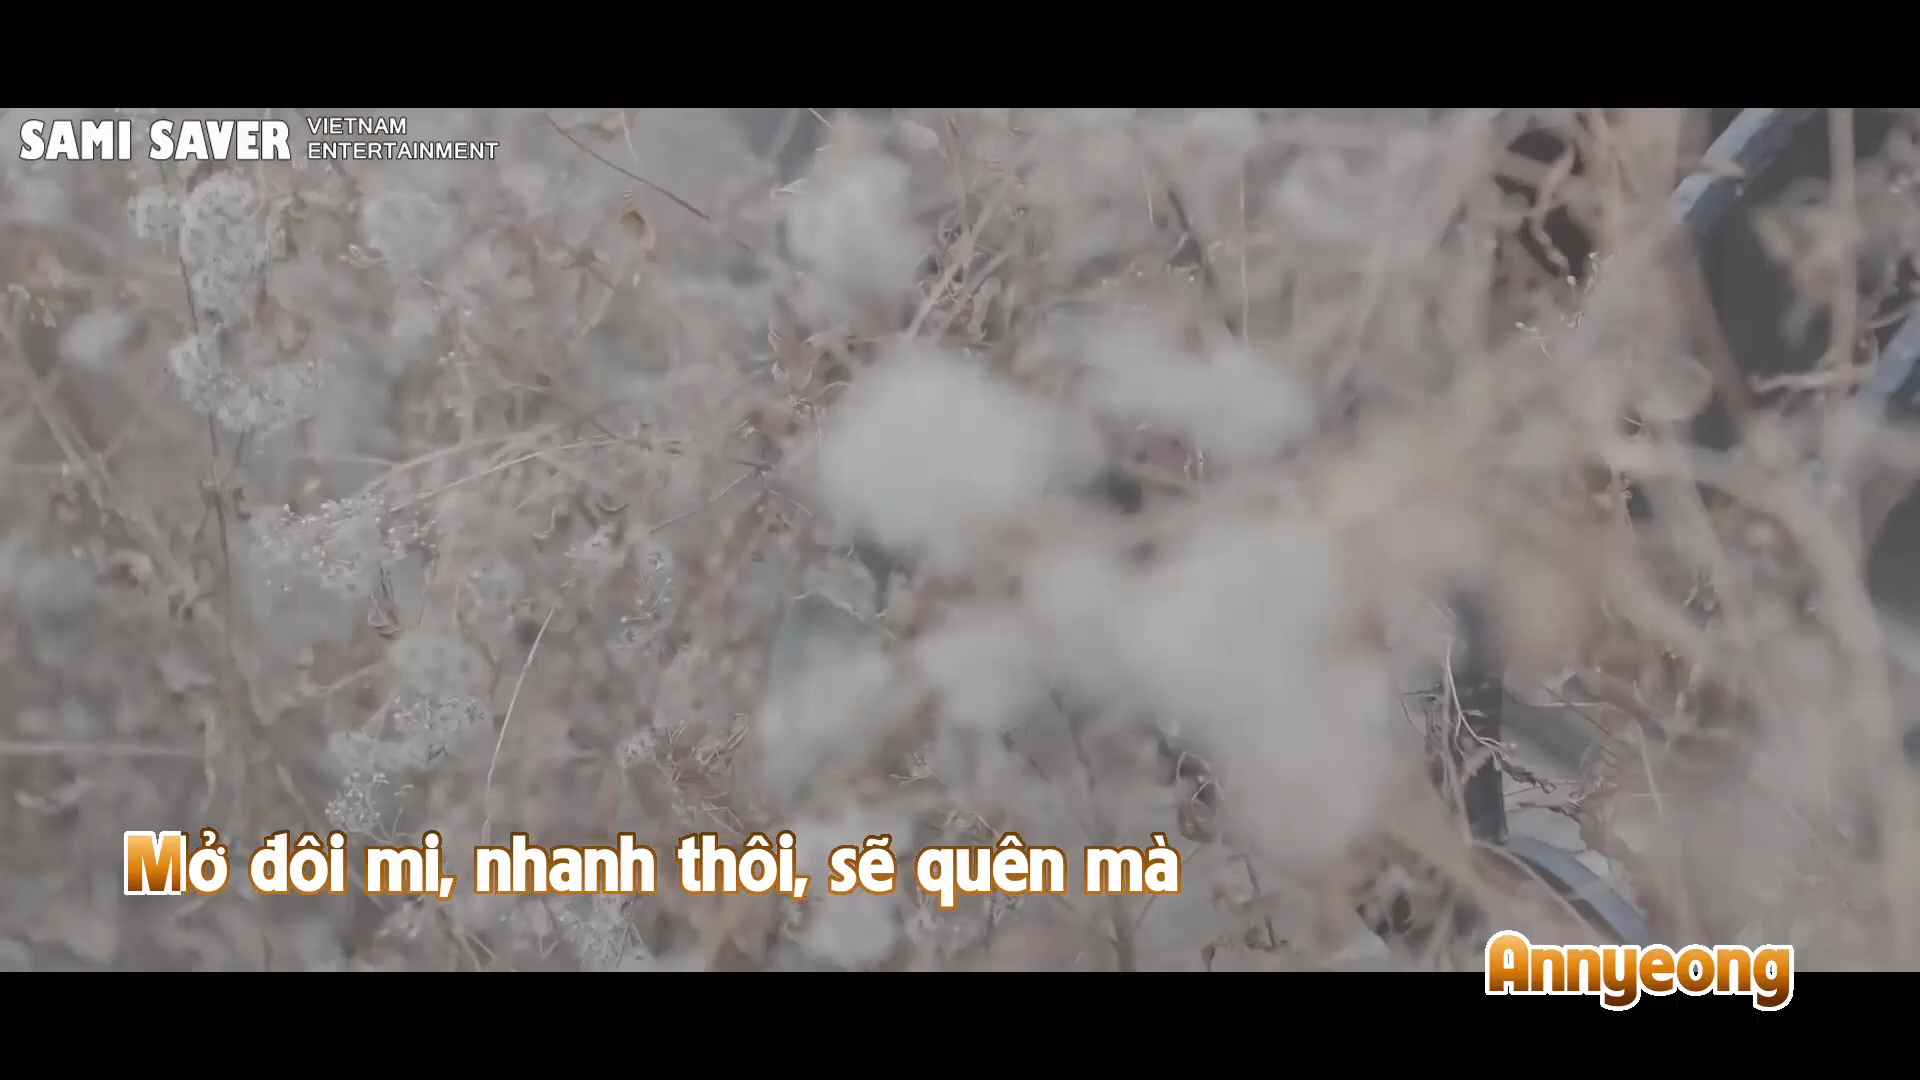 SAMI SAVER
VIETNAM
ENTERTAINMENT
Mở đôi mi, nhanh thôi, sẽ quên mà
Annyeong